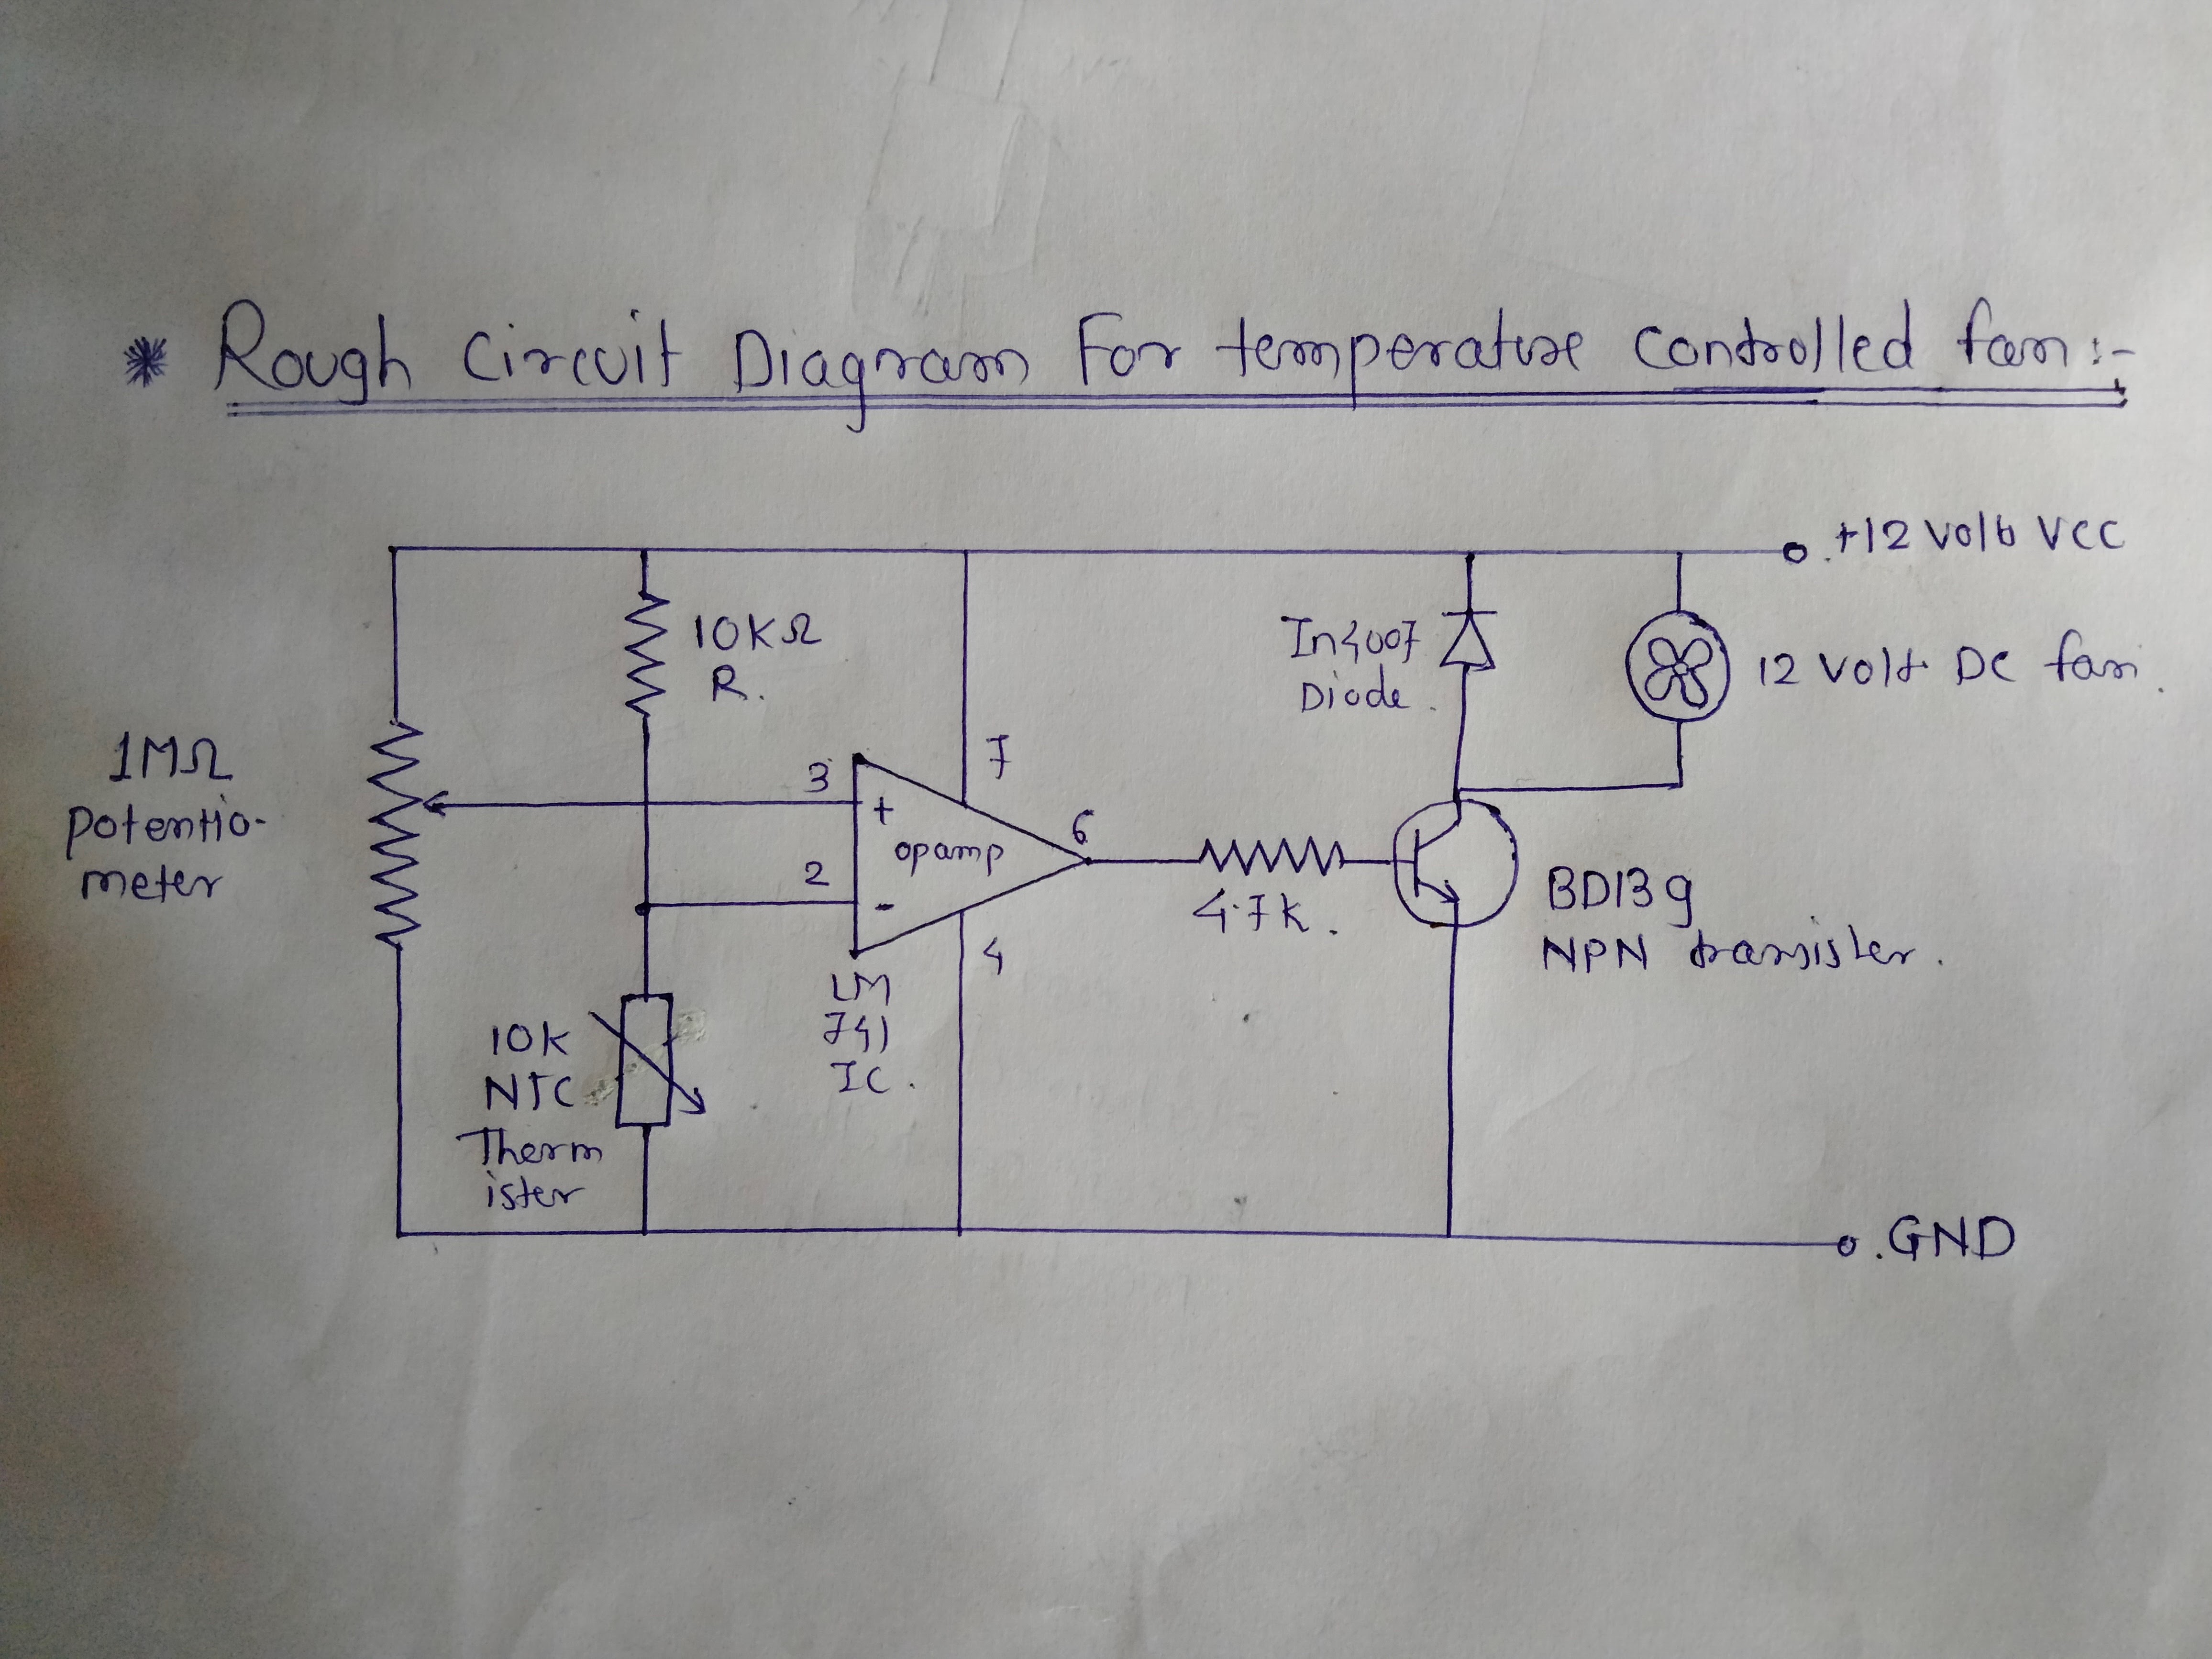 * Rough Circuit Diagram For temperature Controlled fan :-
+12 Volt VCC
10KΩ
R.
In4007
Diode.
12 Volt DC fan.
1MΩ
Potentio-
meter
3
+
7
opamp
6
2
-
4
4.7K.
BD139
NPN transister.
LM
741
IC.
10K
NTC
Therm
ister
GND